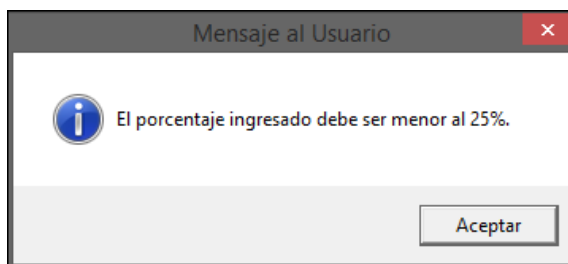 Mensaje al Usuario
El porcentaje ingresado debe ser menor al 25%.
Aceptar